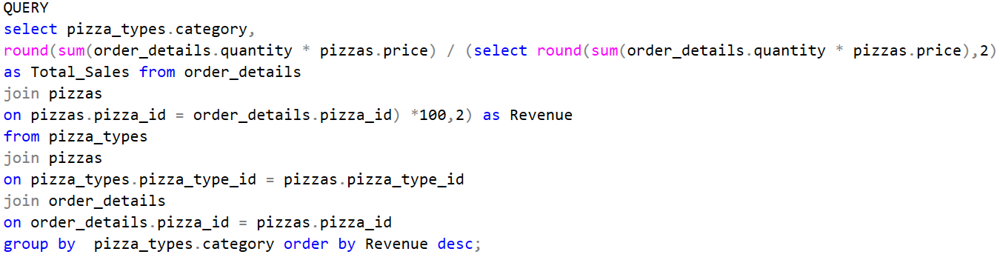 QUERY
select pizza_types.category,
round(sum(order_details.quantity * pizzas.price) / (select round(sum(order_details.quantity * pizzas.price),2)
as Total_Sales from order_details
join pizzas
on pizzas.pizza_id = order_details.pizza_id) *100,2) as Revenue
from pizza_types
join pizzas
on pizza_types.pizza_type_id = pizzas.pizza_type_id
join order_details
on order_details.pizza_id = pizzas.pizza_id
group by  pizza_types.category order by Revenue desc;